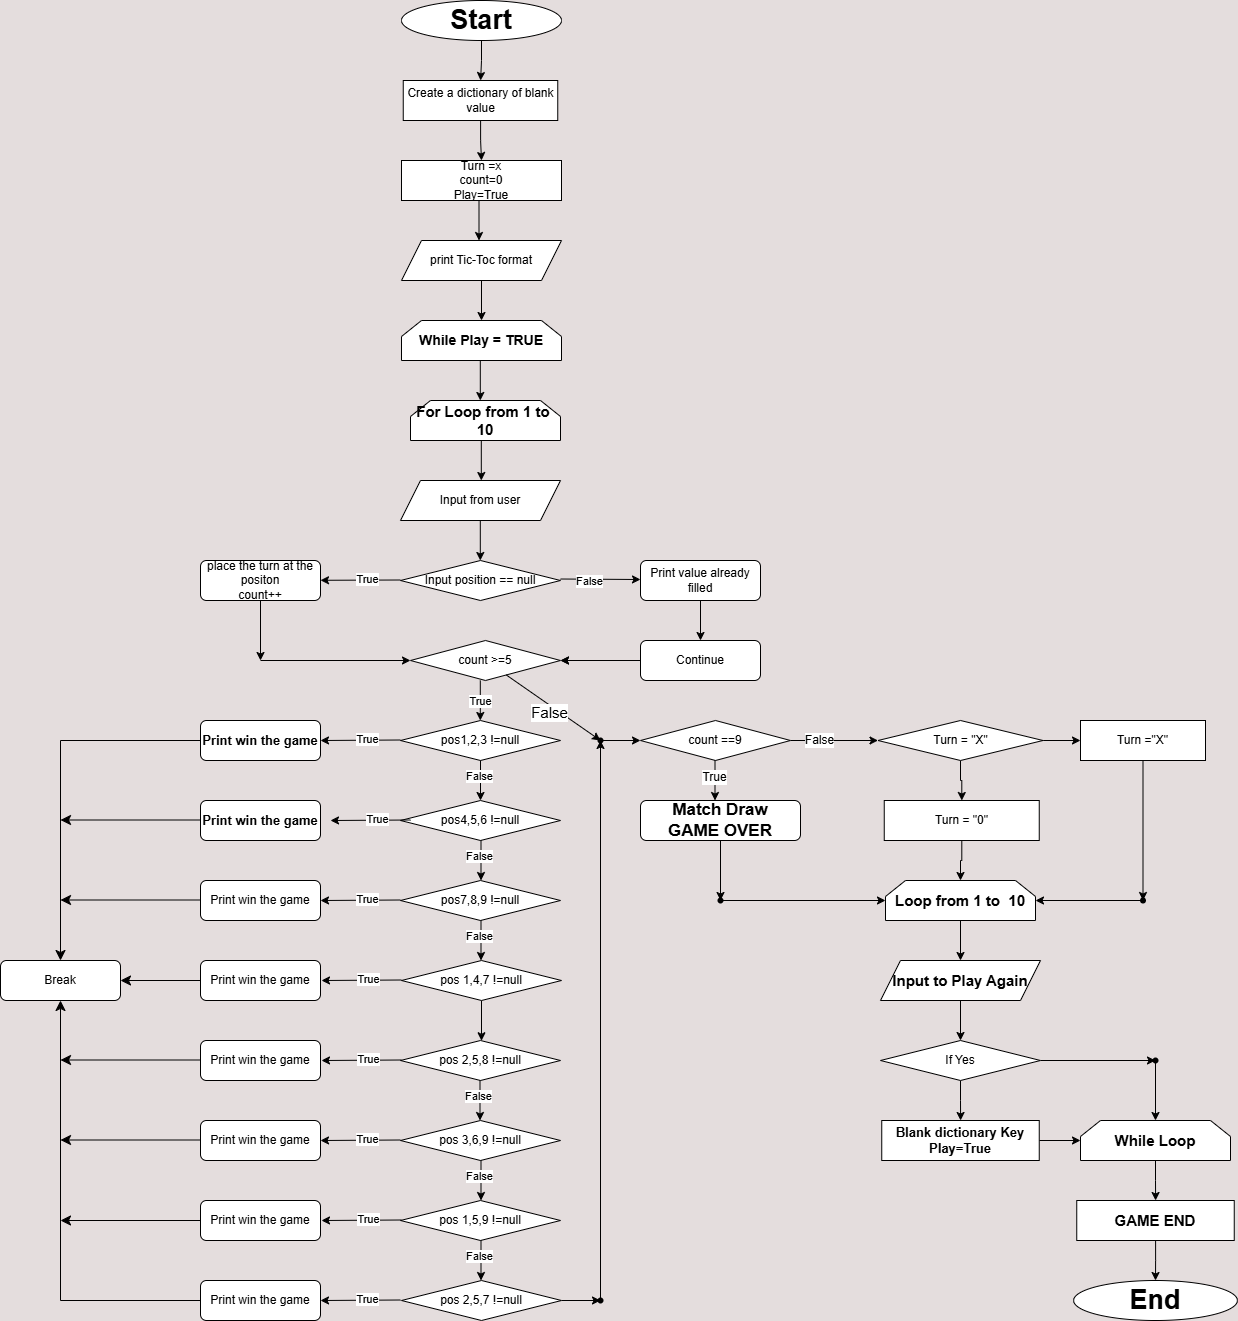 Start
Create a dictionary of blank
value
Turn =x
count=0
Play=True
print Tic-Toc format
While Play = TRUE
For Loop from 1 to
10
Input from user
place the turn at the
positon
count++
True
Input position == null
False
Print value already
filled
count >=5
Continue
True
False
Print win the game
True
pos1,2,3 !=null
count ==9
False
Turn = "X"
Turn ="X"
False
True
Print win the game
True
pos4,5,6 !=null
Match Draw
GAME OVER
Turn = "0"
False
Print win the game
True
pos7,8,9 !=null
Loop from 1 to  10
False
Break
Print win the game
True
pos 1,4,7 !=null
Input to Play Again
Print win the game
True
pos 2,5,8 !=null
If Yes
False
Print win the game
True
pos 3,6,9 !=null
Blank dictionary Key
Play=True
While Loop
False
Print win the game
True
pos 1,5,9 !=null
GAME END
False
Print win the game
True
pos 2,5,7 !=null
End